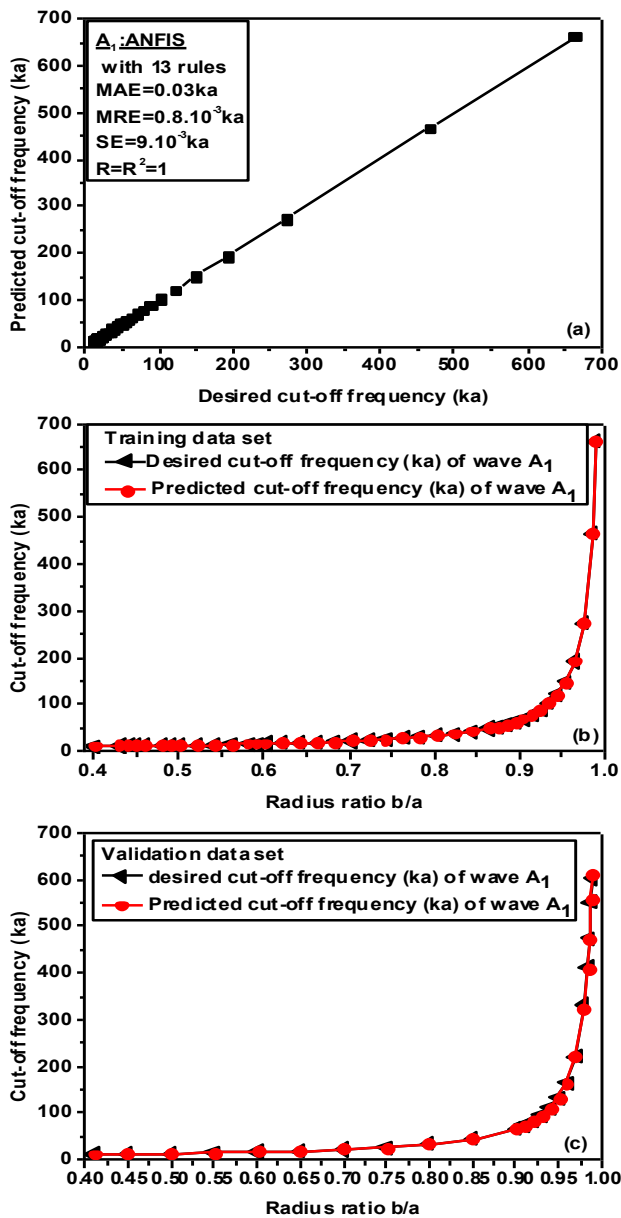 A₁:ANFIS
with 13 rules
MAE=0.03ka
MRE=0.8.10⁻³ka
SE=9.10⁻³ka
R=R²=1
Predicted cut-off frequency (ka)
700
600
500
400
300
200
100
0
(a)
100 200 300 400 500 600 700
Desired cut-off frequency (ka)
Training data set
Desired cut-off frequency (ka) of wave A₁
Predicted cut-off frequency (ka) of wave A₁
Cut-off frequency (ka)
700
600
500
400
300
200
100
0
(b)
0.4 0.5 0.6 0.7 0.8 0.9 1.0
Radius ratio b/a
Validation data set
desired cut-off frequency (ka) of wave A₁
Predicted cut-off frequency (ka) of wave A₁
Cut-off frequency (ka)
700
600
500
400
300
200
100
0
(c)
0.40 0.45 0.50 0.55 0.60 0.65 0.70 0.75 0.80 0.85 0.90 0.95 1.00
Radius ratio b/a